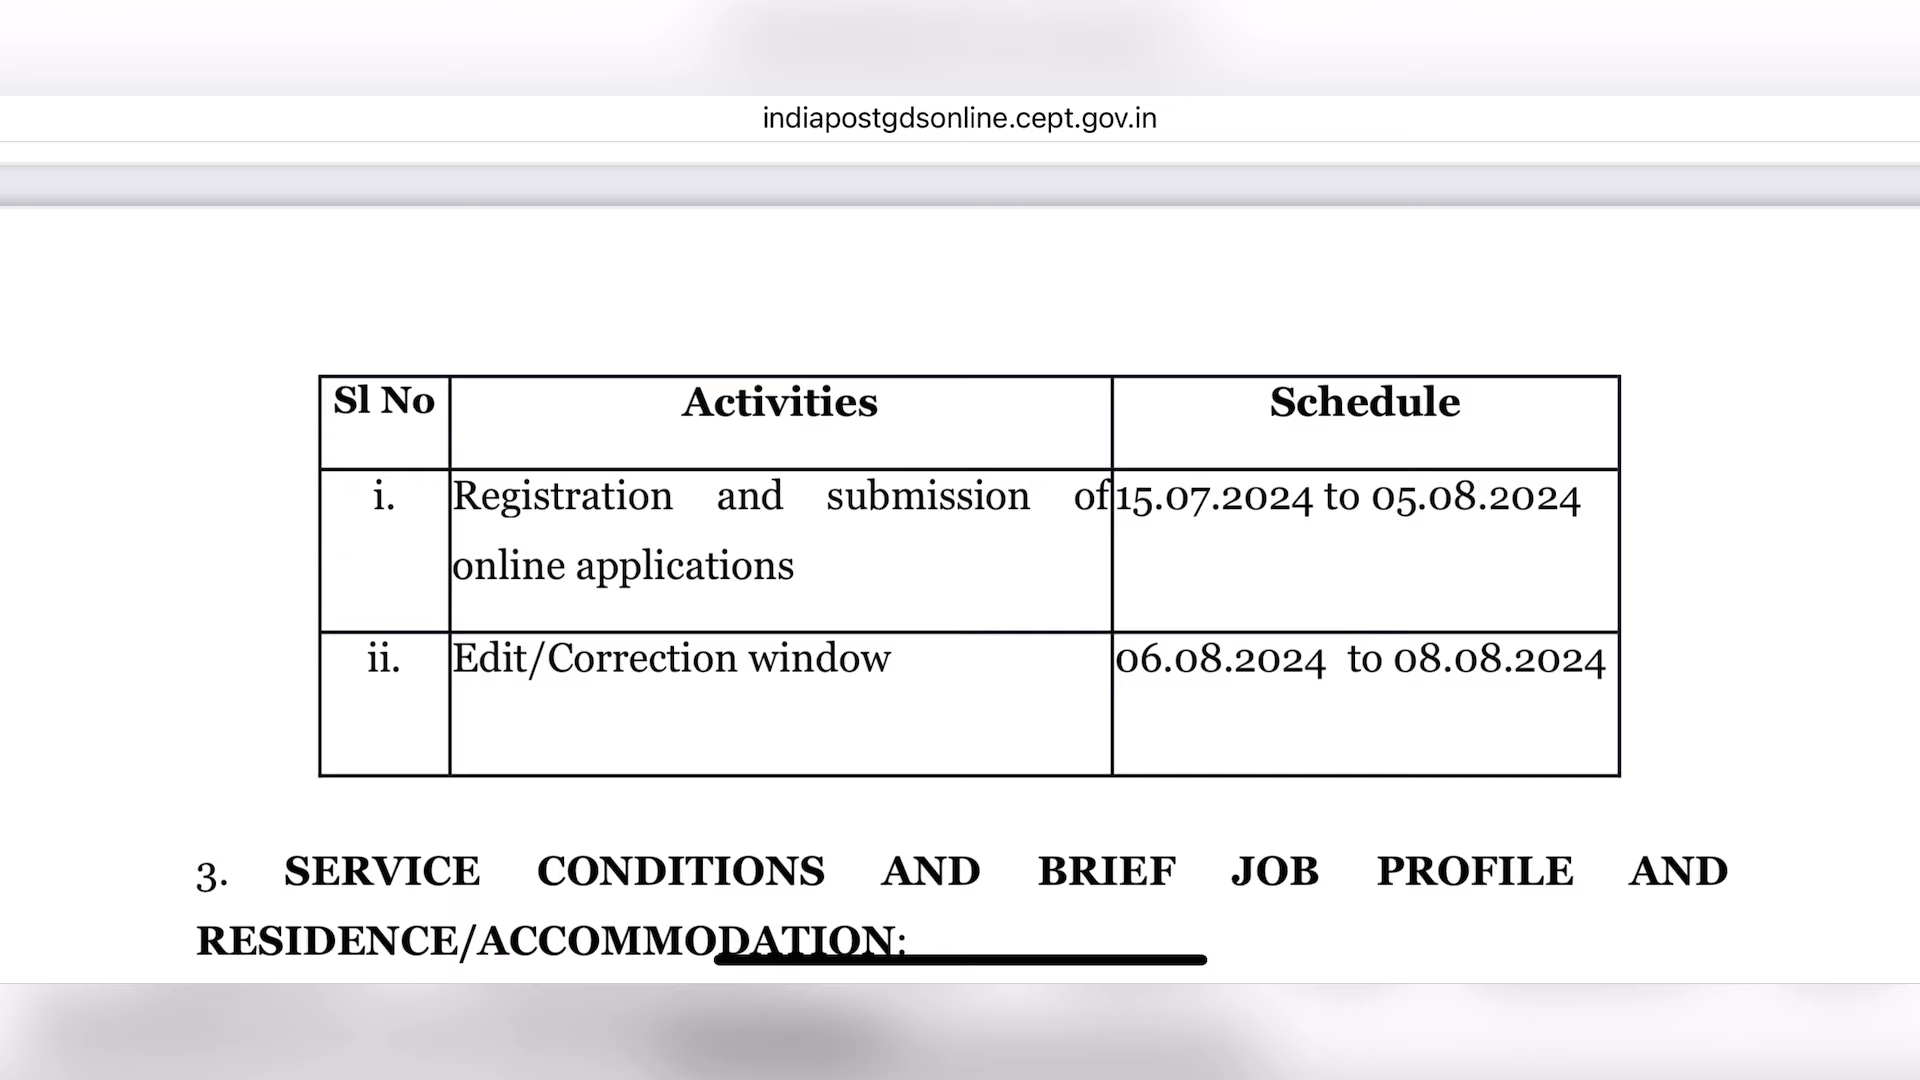 indiapostgdsonline.cept.gov.in
Sl No Activities Schedule
i. Registration and submission of 15.07.2024 to 05.08.2024
online applications
ii. Edit/Correction window 06.08.2024 to 08.08.2024
3. SERVICE CONDITIONS AND BRIEF JOB PROFILE AND
RESIDENCE/ACCOMMODATION: